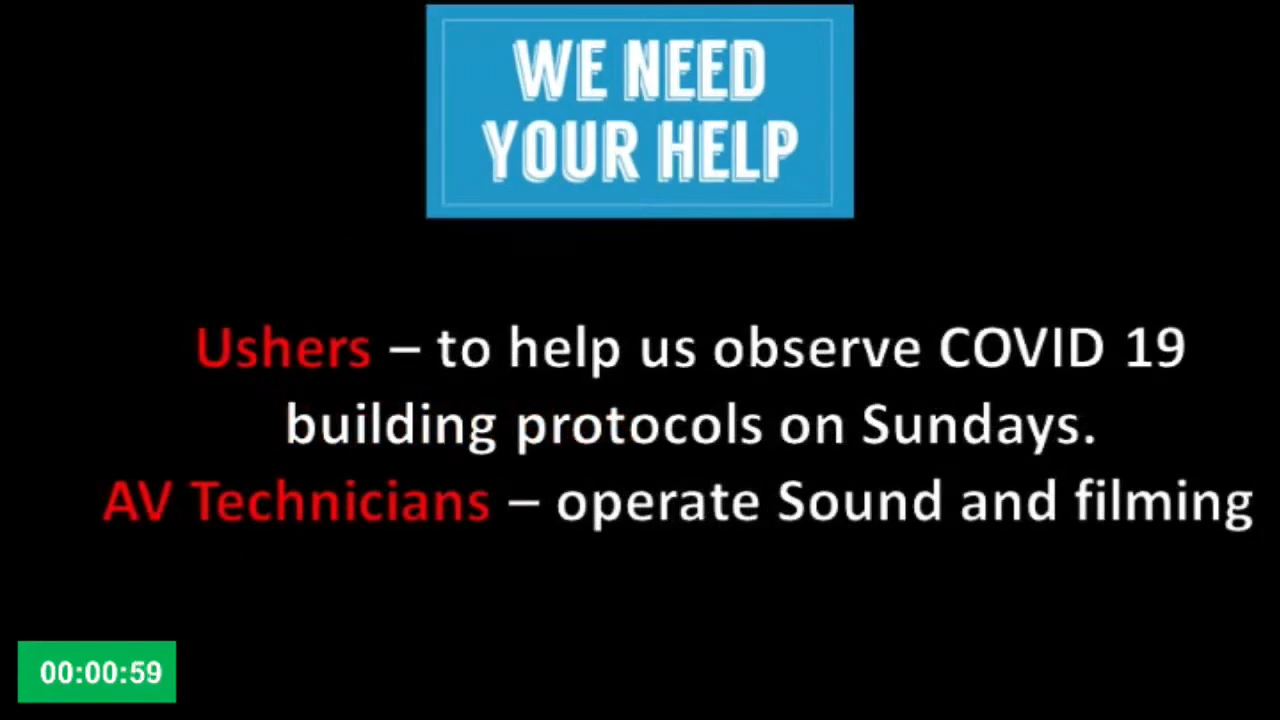 WE NEED
YOUR HELP
Ushers – to help us observe COVID 19
building protocols on Sundays.
AV Technicians – operate Sound and filming
00:00:59